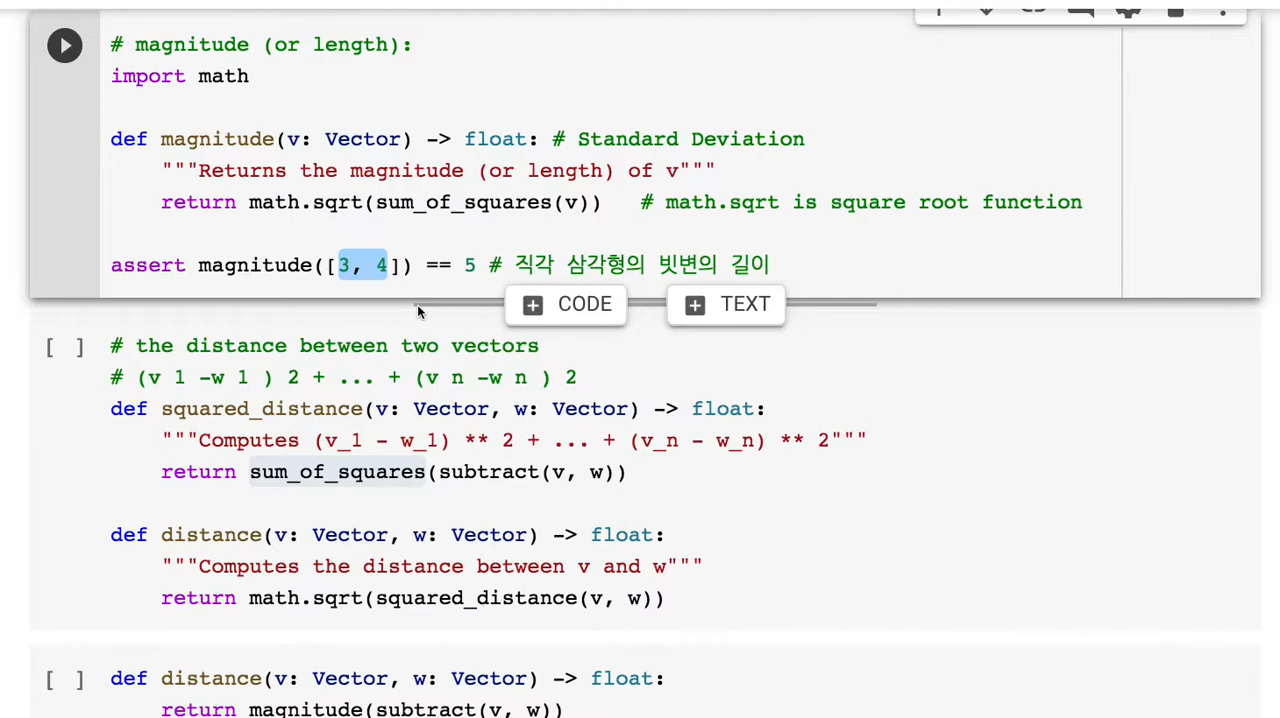 # magnitude (or length):
import math
def magnitude(v: Vector) -> float: # Standard Deviation
"""Returns the magnitude (or length) of v"""
return math.sqrt(sum_of_squares(v)) # math.sqrt is square root function
assert magnitude([3, 4]) == 5 # 직각 삼각형의 빗변의 길이
CODE TEXT
[ ] # the distance between two vectors
# (v 1 -w 1 ) 2 + ... + (v n -w n ) 2
def squared_distance(v: Vector, w: Vector) -> float:
"""Computes (v_1 - w_1) ** 2 + ... + (v_n - w_n) ** 2"""
return sum_of_squares(subtract(v, w))
def distance(v: Vector, w: Vector) -> float:
"""Computes the distance between v and w"""
return math.sqrt(squared_distance(v, w))
[ ] def distance(v: Vector, w: Vector) -> float:
return magnitude(subtract(v, w))